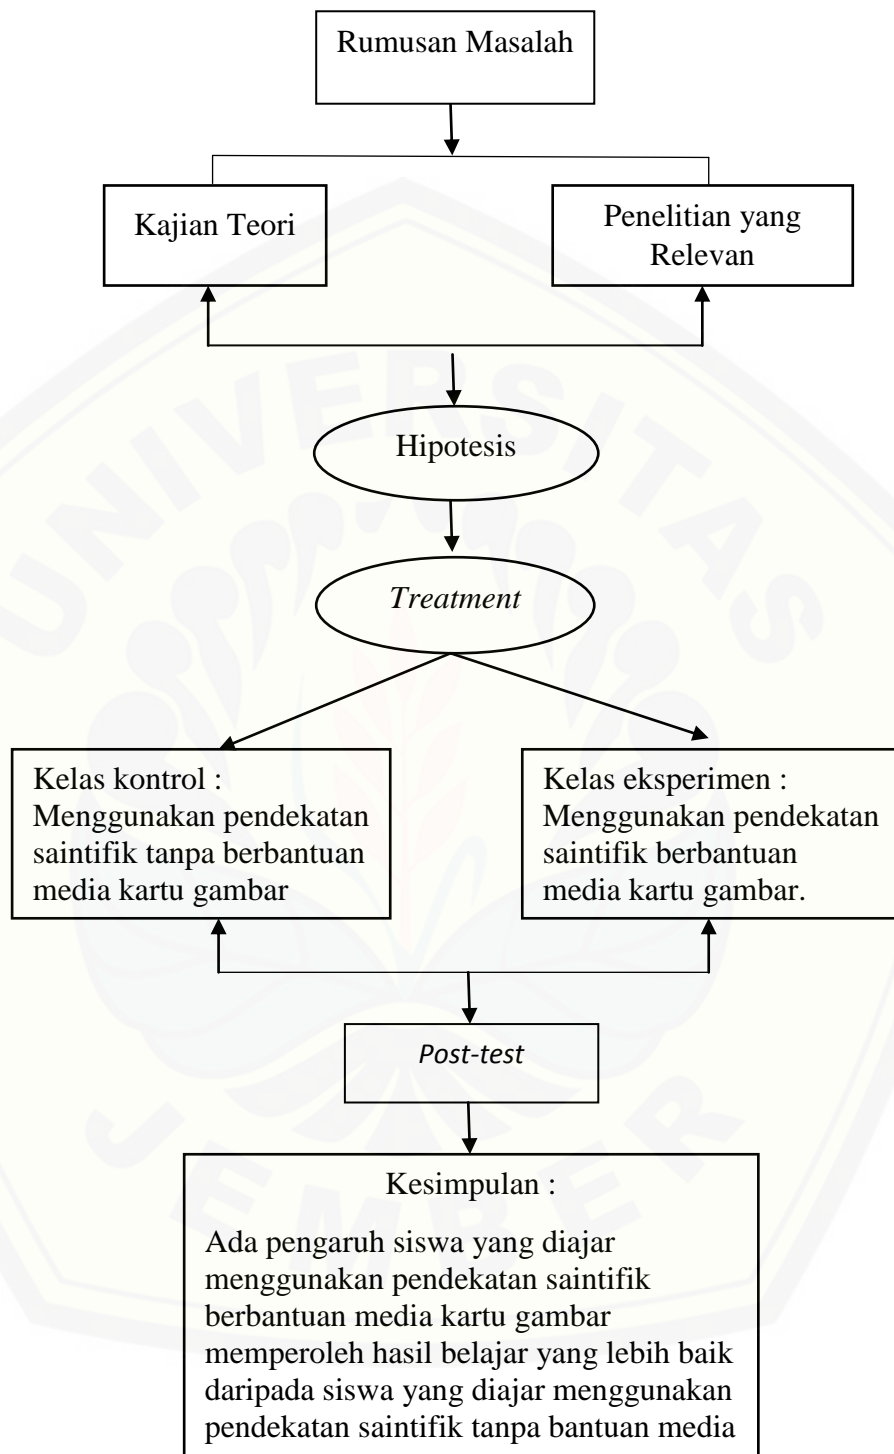 Rumusan Masalah
Kajian Teori
Penelitian yang
Relevan
Hipotesis
Treatment
Kelas kontrol :
Menggunakan pendekatan
saintifik tanpa berbantuan
media kartu gambar
Kelas eksperimen :
Menggunakan pendekatan
saintifik berbantuan
media kartu gambar.
Post-test
Kesimpulan :
Ada pengaruh siswa yang diajar
menggunakan pendekatan saintifik
berbantuan media kartu gambar
memperoleh hasil belajar yang lebih baik
daripada siswa yang diajar menggunakan
pendekatan saintifik tanpa bantuan media
UNIVERSITAS
JEMBER